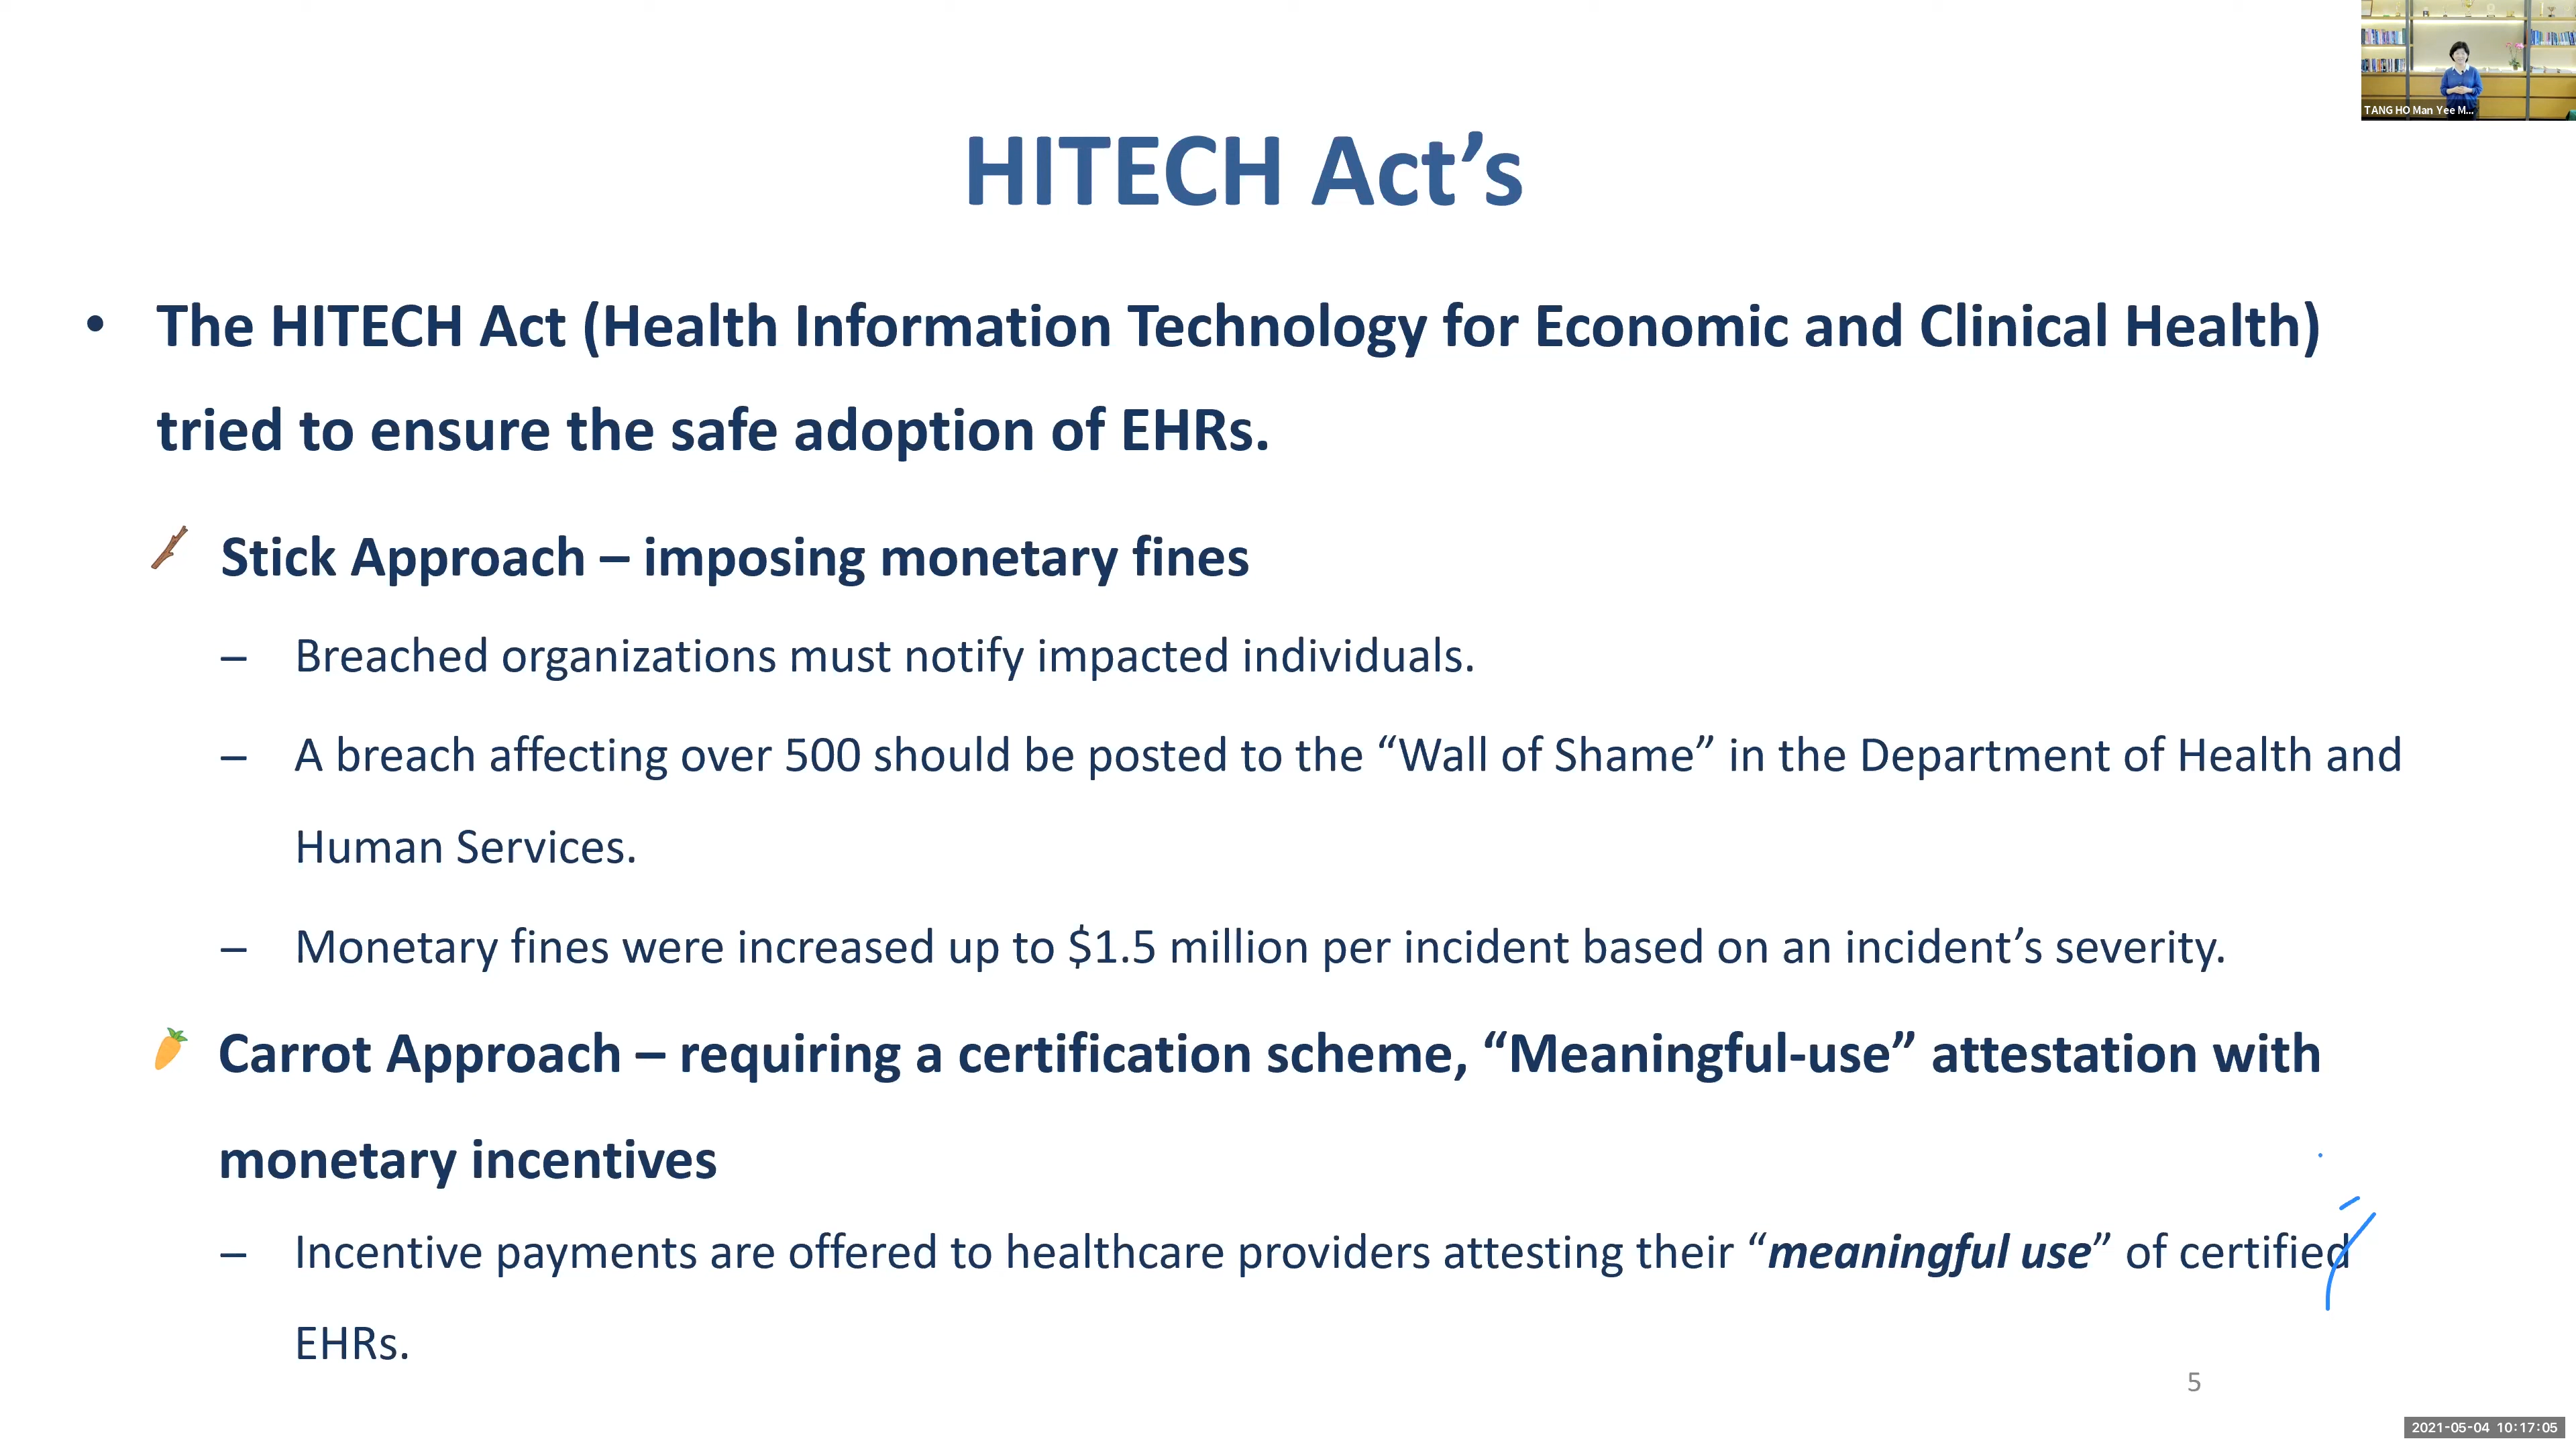 TANG HO Man Yee M...
HITECH Act’s
• The HITECH Act (Health Information Technology for Economic and Clinical Health)
tried to ensure the safe adoption of EHRs.
Stick Approach – imposing monetary fines
– Breached organizations must notify impacted individuals.
– A breach affecting over 500 should be posted to the “Wall of Shame” in the Department of Health and
Human Services.
– Monetary fines were increased up to $1.5 million per incident based on an incident’s severity.
Carrot Approach – requiring a certification scheme, “Meaningful-use” attestation with
monetary incentives
– Incentive payments are offered to healthcare providers attesting their “meaningful use” of certified
EHRs.
5
2021-05-04 10:17:05